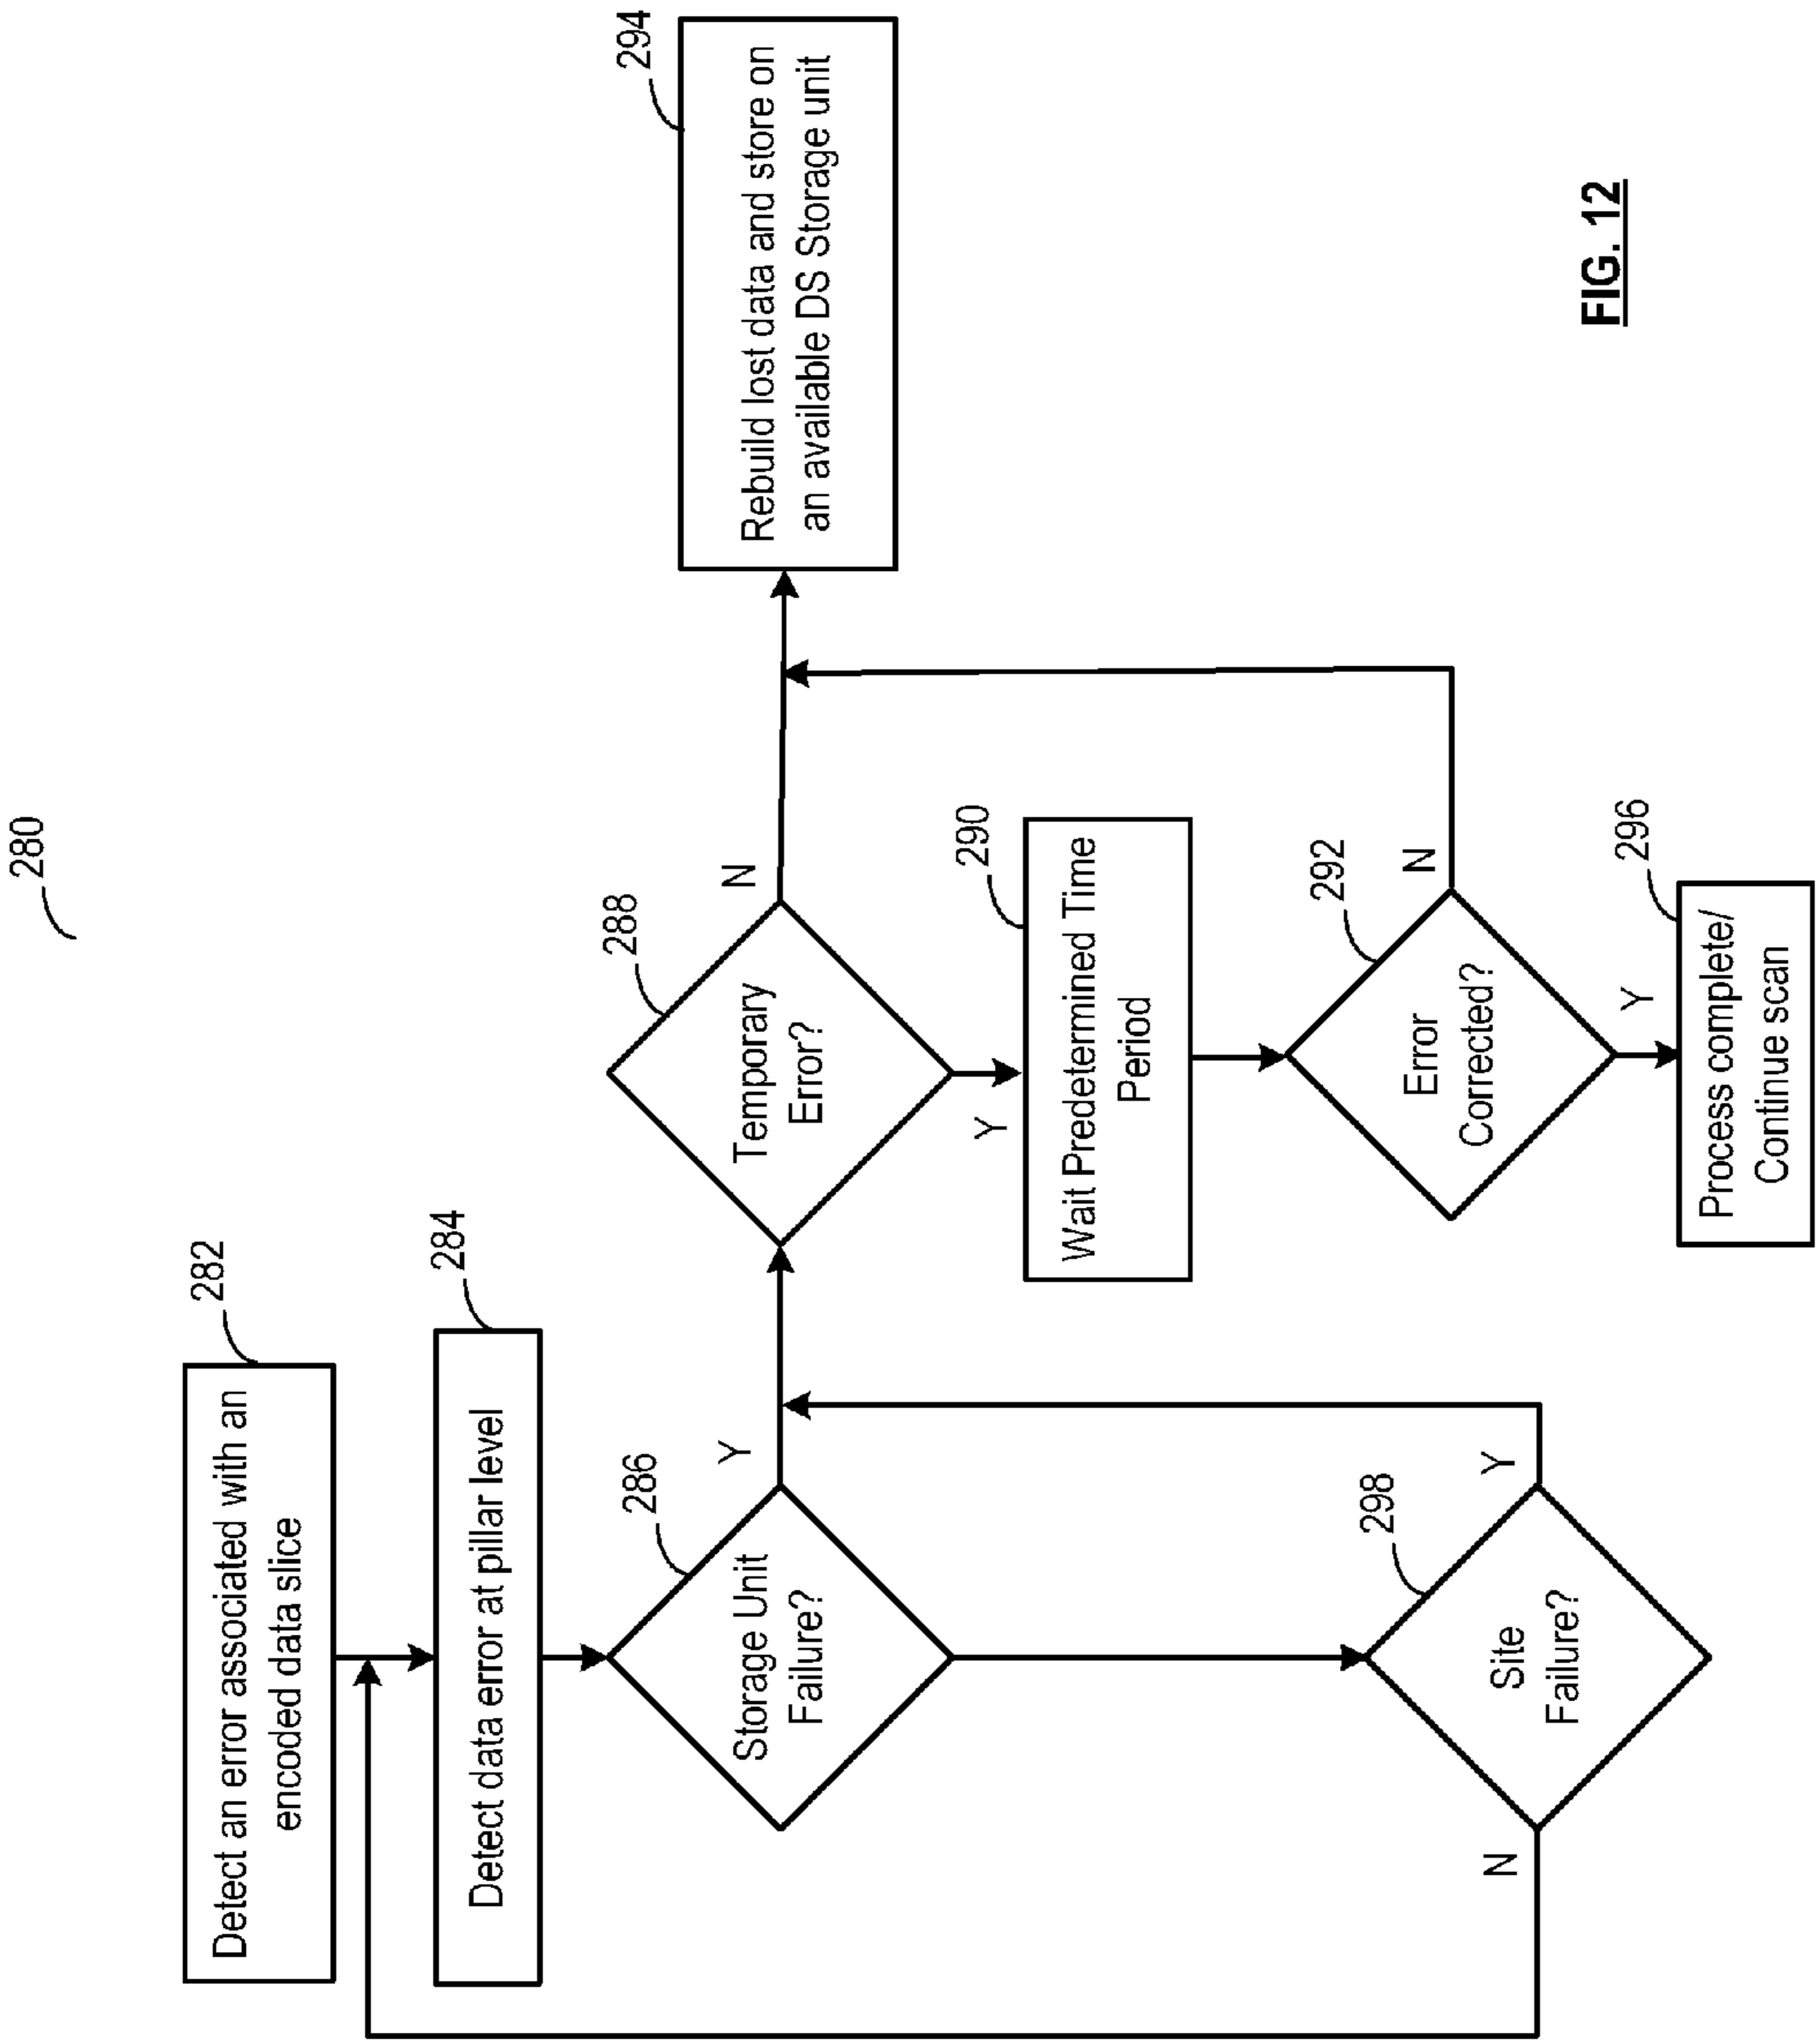 280
282
Detect an error associated with an
encoded data slice
284
Detect data error at pillar level
286
Storage Unit
Failure?
Y
288
Temporary
Error?
N
294
Rebuild lost data and store on
an available DS Storage unit
Y
290
Wait Predetermined Time
Period
292
Error
Corrected?
N
Y
296
Process complete/
Continue scan
298
Site
Failure?
Y
N
FIG. 12